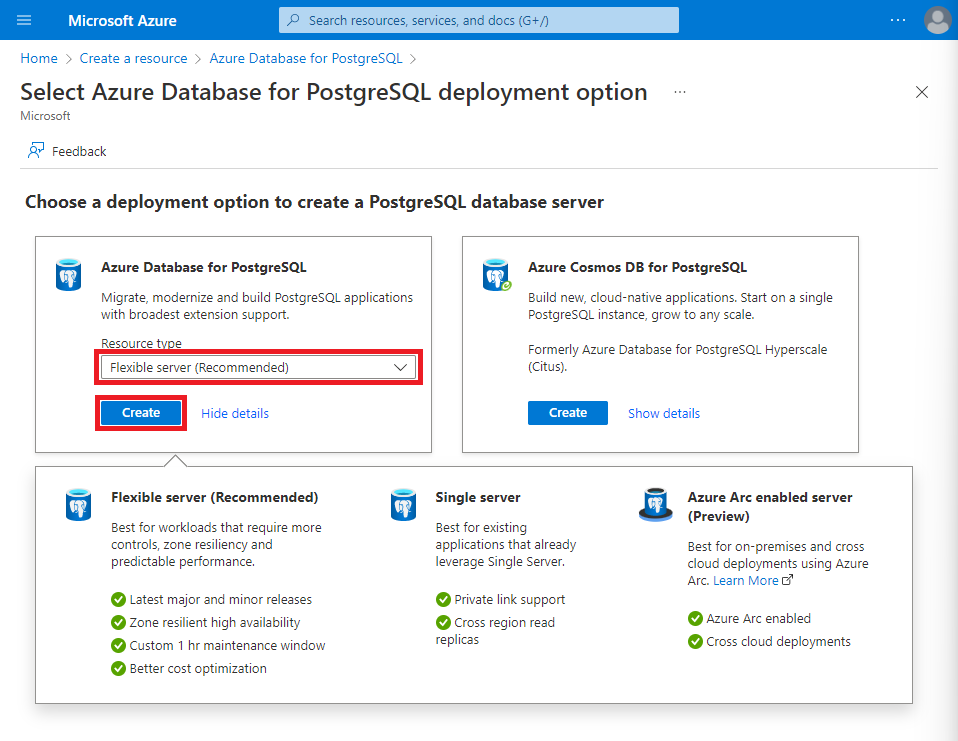 Microsoft Azure
Search resources, services, and docs (G+/)
Home > Create a resource > Azure Database for PostgreSQL >
Select Azure Database for PostgreSQL deployment option ...
Microsoft
Feedback
Choose a deployment option to create a PostgreSQL database server
Azure Database for PostgreSQL
Migrate, modernize and build PostgreSQL applications
with broadest extension support.
Resource type
Flexible server (Recommended)
Create
Hide details
Azure Cosmos DB for PostgreSQL
Build new, cloud-native applications. Start on a single
PostgreSQL instance, grow to any scale.
Formerly Azure Database for PostgreSQL Hyperscale
(Citus).
Create
Show details
Flexible server (Recommended)
Best for workloads that require more
controls, zone resiliency and
predictable performance.
Latest major and minor releases
Zone resilient high availability
Custom 1 hr maintenance window
Better cost optimization
Single server
Best for existing
applications that already
leverage Single Server.
Private link support
Cross region read
replicas
Azure Arc enabled server
(Preview)
Best for on-premises and cross
cloud deployments using Azure
Arc. Learn More
Azure Arc enabled
Cross cloud deployments